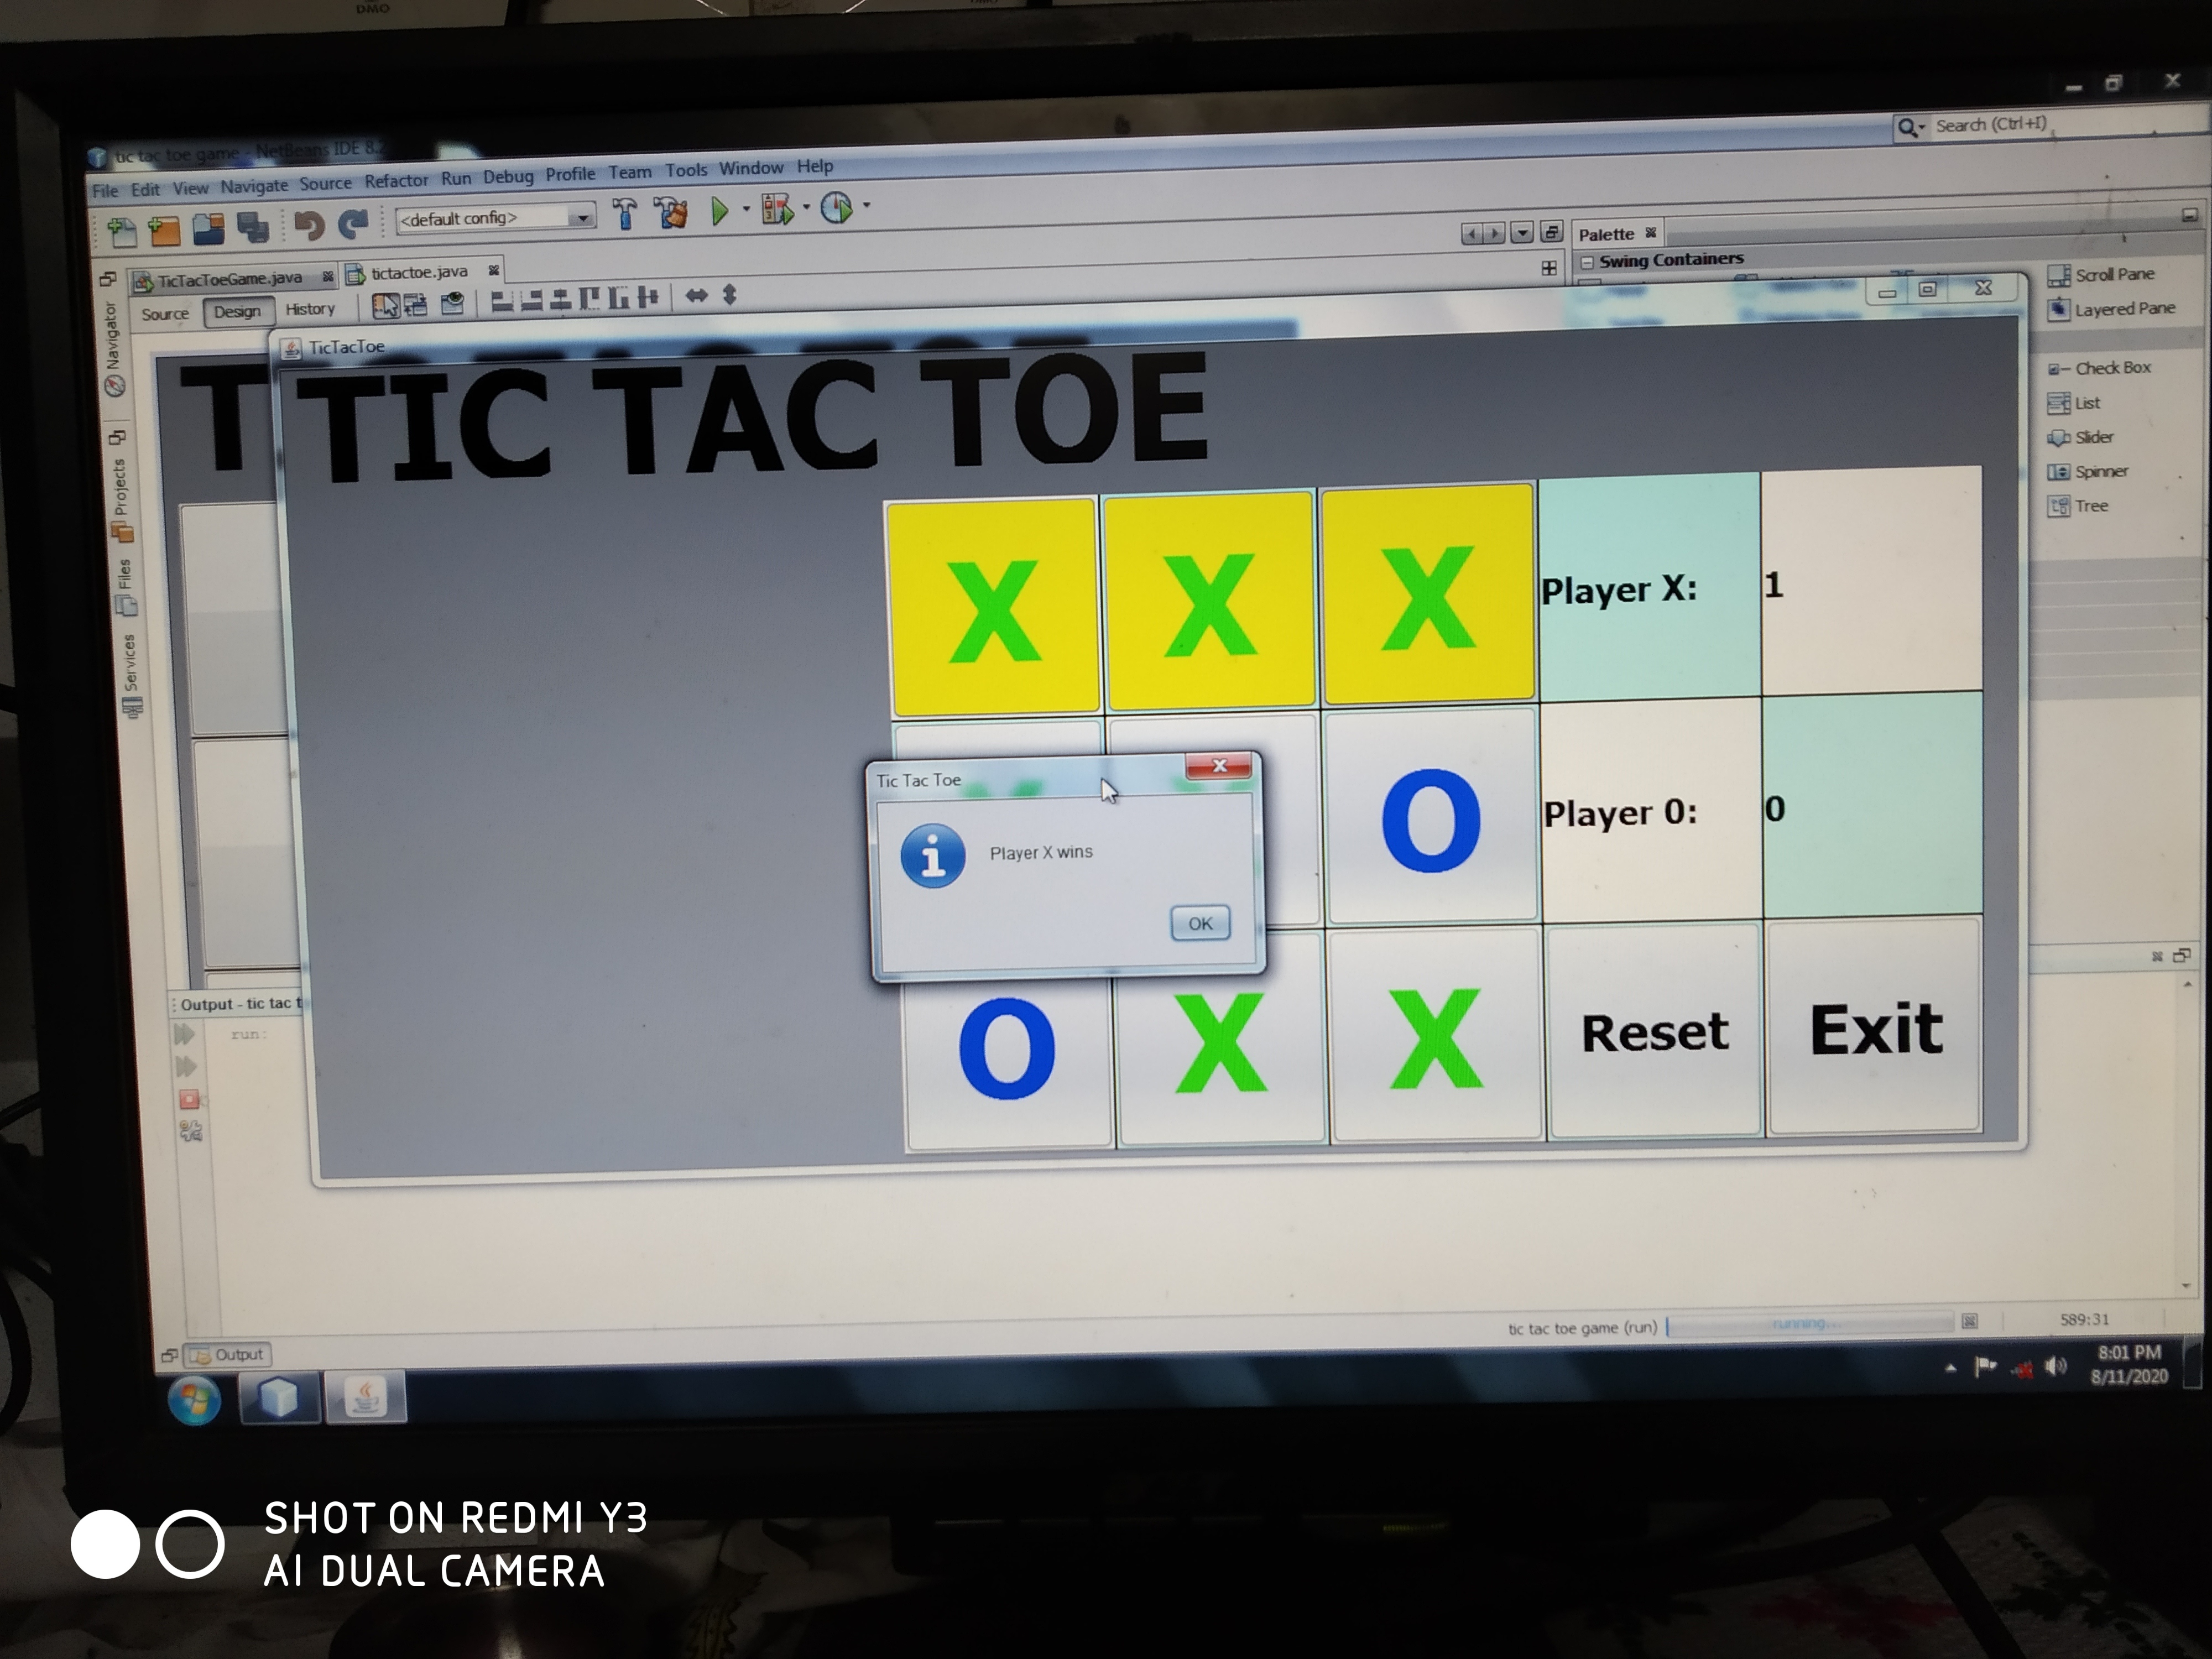 DMO
tic tac toe game - NetBeans IDE 8.2
Search (Ctrl+I)
File Edit View Navigate Source Refactor Run Debug Profile Team Tools Window Help
<default config>
Palette
TicTacToeGame.java tictactoe.java
Swing Containers
Source Design History
Scroll Pane
Layered Pane
Check Box
List
Slider
Spinner
Tree
Navigator
Projects
Files
Services
TicTacToe
T
TIC TAC TOE
X X X Player X: 1
O Player 0: 0
Tic Tac Toe
Player X wins
OK
O X X Reset Exit
Output - tic tac t
run:
tic tac toe game (run) running... 589:31
Output
8:01 PM
8/11/2020
SHOT ON REDMI Y3
AI DUAL CAMERA